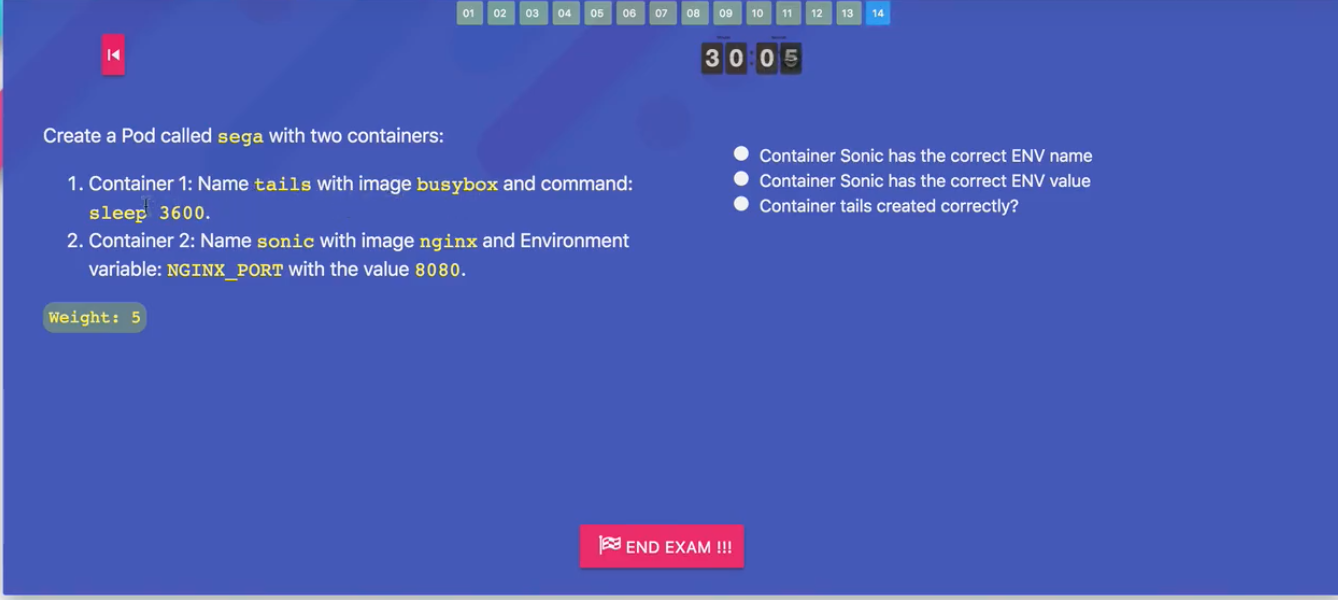 01 02 03 04 05 06 07 08 09 10 11 12 13 14
30:05
Create a Pod called sega with two containers:
1. Container 1: Name tails with image busybox and command:
sleep 3600.
2. Container 2: Name sonic with image nginx and Environment
variable: NGINX_PORT with the value 8080.
Weight: 5
Container Sonic has the correct ENV name
Container Sonic has the correct ENV value
Container tails created correctly?
END EXAM !!!